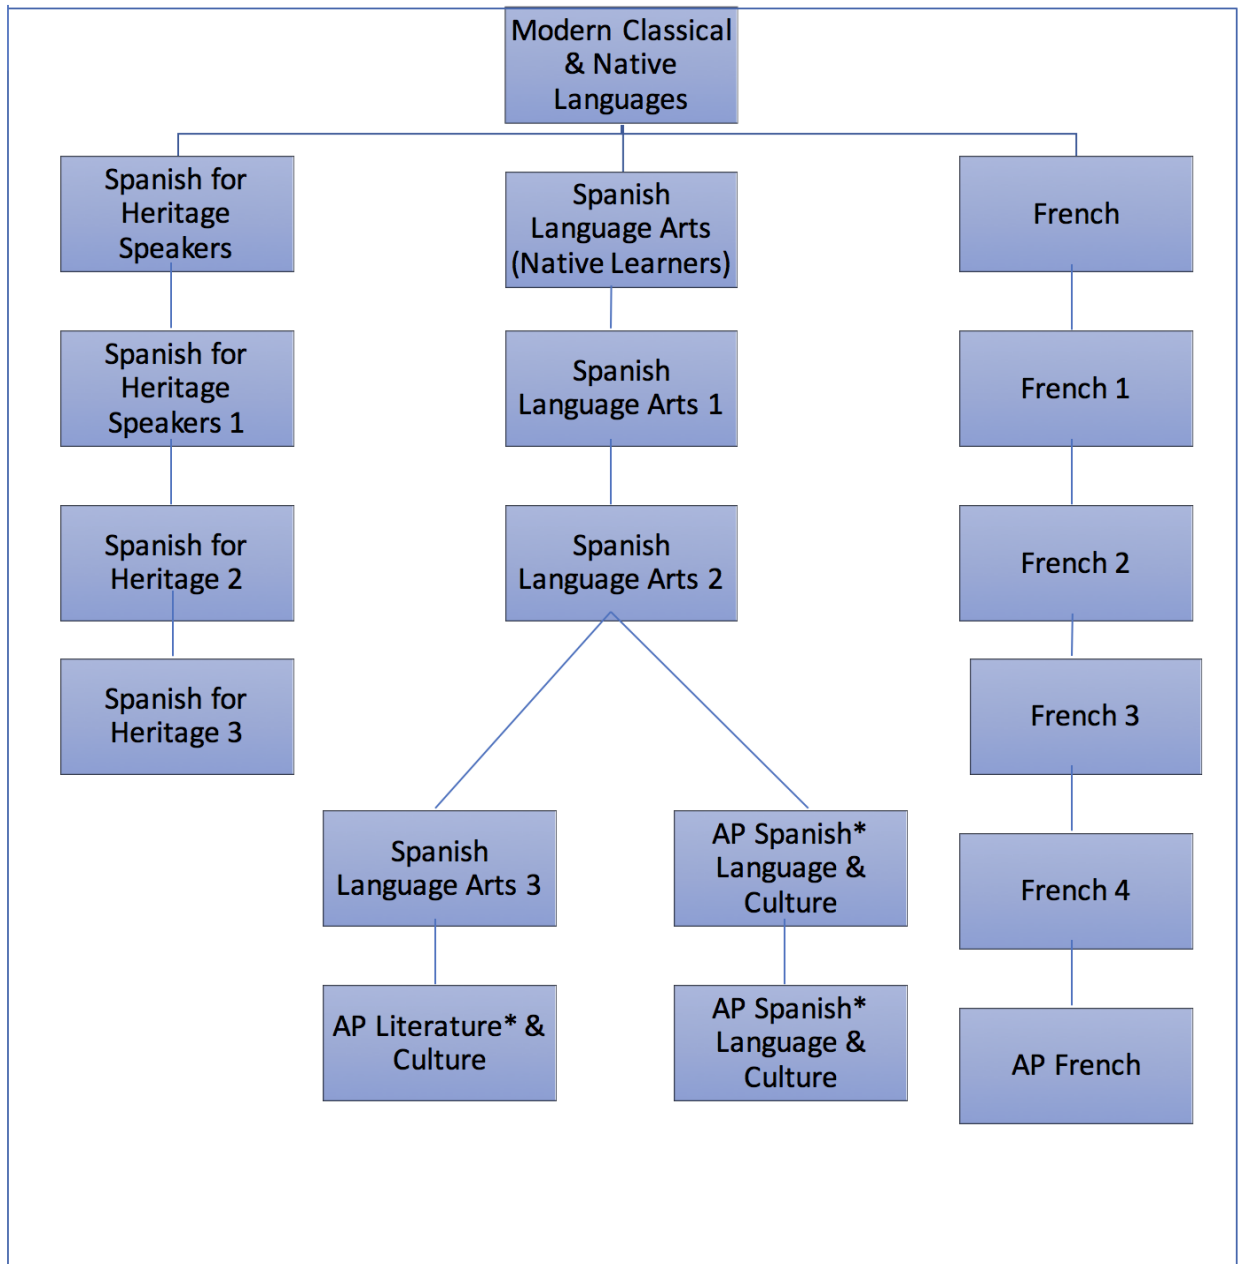 Modern Classical
& Native
Languages
Spanish for
Heritage
Speakers
Spanish
Language Arts
(Native Learners)
French
Spanish for
Heritage
Speakers 1
Spanish
Language Arts 1
French 1
Spanish for
Heritage 2
Spanish
Language Arts 2
French 2
Spanish for
Heritage 3
French 3
Spanish
Language Arts 3
AP Spanish*
Language &
Culture
French 4
AP Literature* &
Culture
AP Spanish*
Language &
Culture
AP French